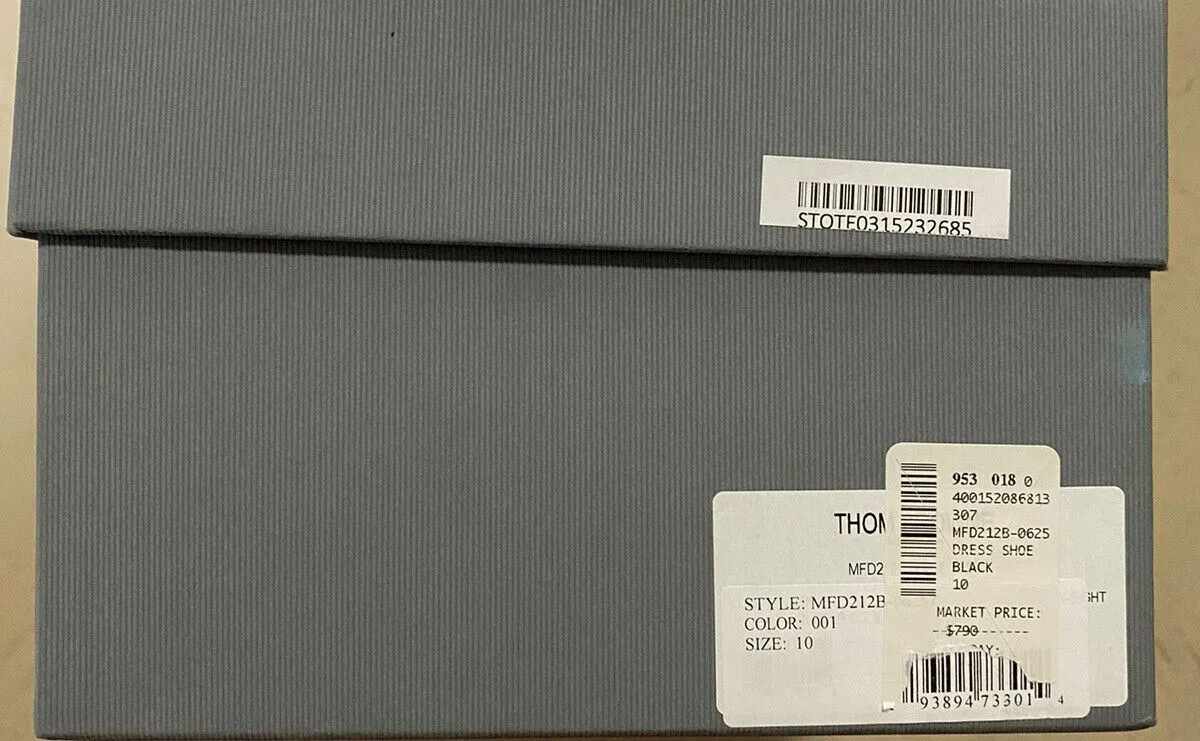 STOTE0315232685
953 018 0
400152086813
307
MFD212B-0625
DRESS SHOE
BLACK
10
MARKET PRICE:
$790
THOM
MFD2
GHT
STYLE: MFD212B
COLOR: 001
SIZE: 10
93894 73301 4